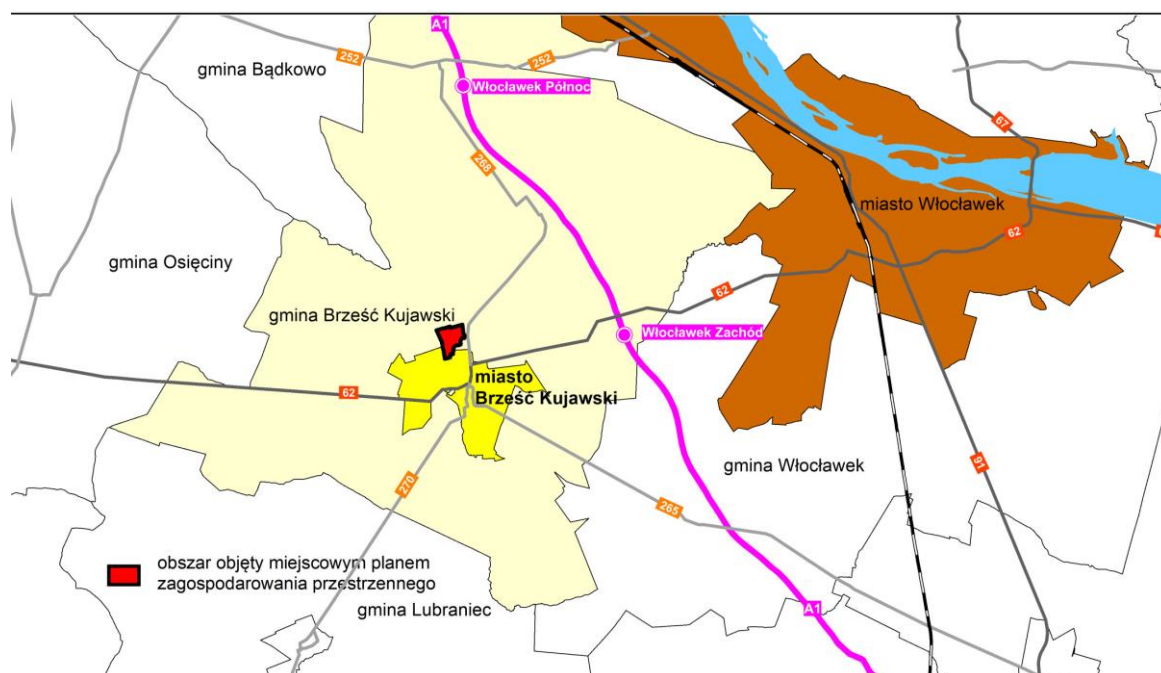 A1
252
252
gmina Bądkowo
Włocławek Północ
67
268
miasto Włocławek
62
gmina Osięciny
62
gmina Brześć Kujawski
Włocławek Zachód
miasto
Brześć Kujawski
62
gmina Włocławek
91
270
265
obszar objęty miejscowym planem
zagospodarowania przestrzennego
gmina Lubraniec
A1